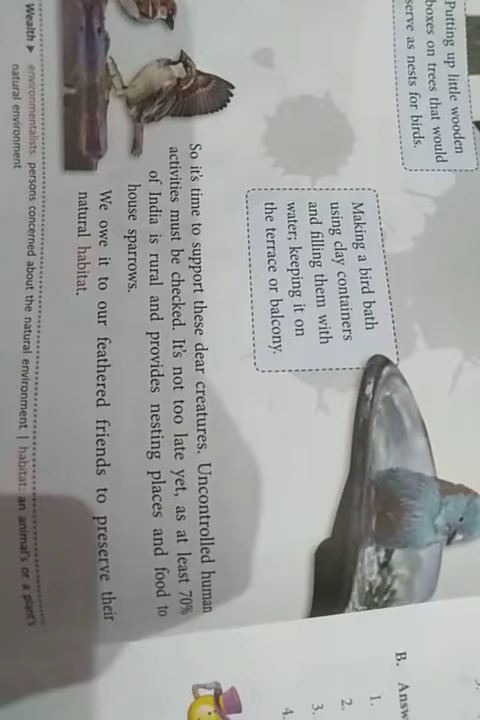 Putting up little wooden
boxes on trees that would
serve as nests for birds.
Making a bird bath
using clay containers
and filling them with
water; keeping it on
the terrace or balcony.
So it's time to support these dear creatures. Uncontrolled human
activities must be checked. It's not too late yet, as at least 70%
of India is rural and provides nesting places and food to
house sparrows.
We owe it to our feathered friends to preserve their
natural habitat.
Wealth ▶ environmentalists: persons concerned about the natural environment | habitat: an animal's or a plant's
natural environment
B. Answ
1.
2.
3.
4.